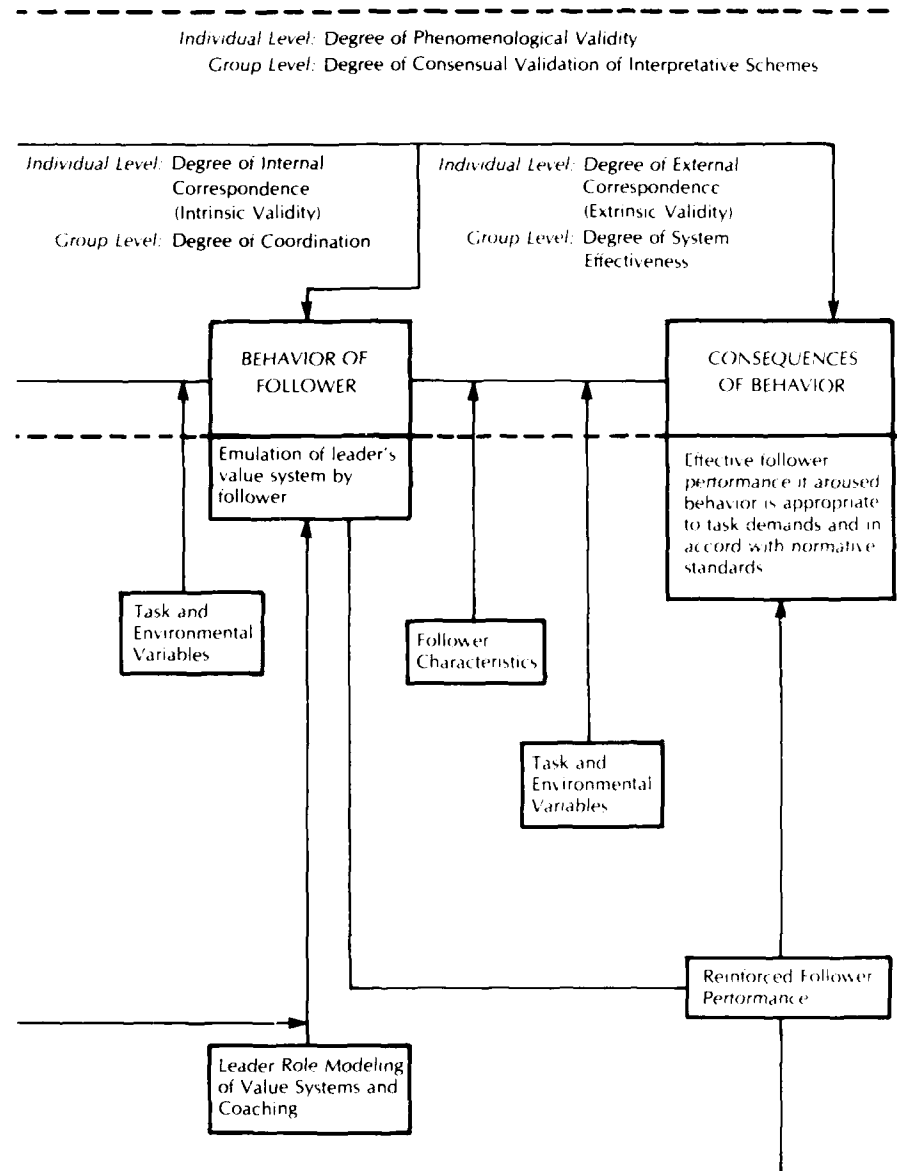 Individual Level: Degree of Phenomenological Validity
Group Level: Degree of Consensual Validation of Interpretative Schemes
Individual Level: Degree of Internal
Correspondence
(Intrinsic Validity)
Group Level: Degree of Coordination
Individual Level: Degree of External
Correspondence
(Extrinsic Validity)
Group Level: Degree of System
Effectiveness
BEHAVIOR OF
FOLLOWER
Emulation of leader's
value system by
follower
CONSEQUENCES
OF BEHAVIOR
Effective follower
performance if aroused
behavior is appropriate
to task demands and in
accord with normative
standards
Task and
Environmental
Variables
Follower
Characteristics
Task and
Environmental
Variables
Reinforced Follower
Performance
Leader Role Modeling
of Value Systems and
Coaching